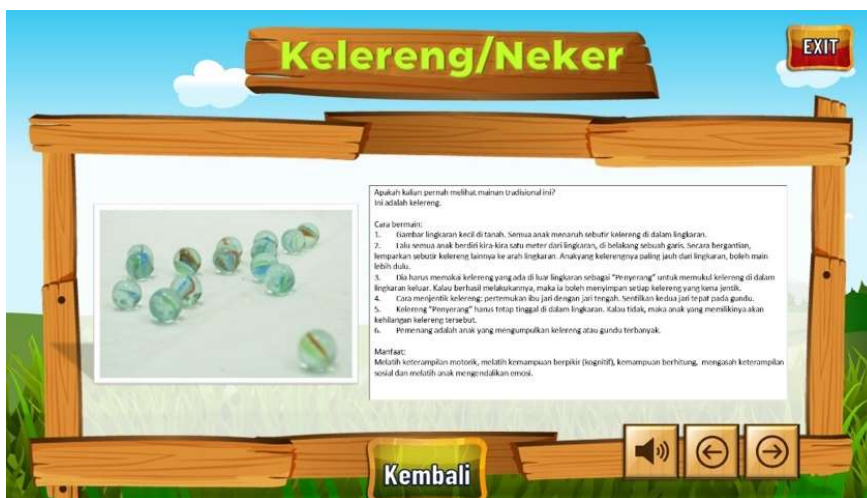 Kelereng/Neker
EXIT
Apakah kalian pernah melihat mainan tradisional ini?
Ini adalah kelereng.
Cara bermain:
1. Gambar lingkaran kecil di tanah. Semua anak menaruh sebutir kelereng di dalam lingkaran.
2. Lalu semua anak berdiri kira-kira satu meter dari lingkaran, di belakang sebuah garis. Secara bergantian,
lemparkan sebutir kelereng lainnya ke arah lingkaran. Anakyang kelerengnya paling jauh dari lingkaran, boleh main
lebih dulu.
3. Dia harus memakai kelereng yang ada di luar lingkaran sebagai "Penyerang" untuk memukul kelereng di dalam
lingkaran keluar. Kalau berhasil melakukannya, maka ia boleh menyimpan setiap kelereng yang kena jentik.
4. Cara menjentik kelereng: pertemukan ibu jari dengan jari tengah. Sentilkan kedua jari tepat pada gundu.
5. Kelereng "Penyerang" harus tetap tinggal di dalam lingkaran. Kalau tidak, maka anak yang memilikinya akan
kehilangan kelereng tersebut.
6. Pemenang adalah anak yang mengumpulkan kelereng atau gundu terbanyak.
Manfaat:
Melatih keterampilan motorik, melatih kemampuan berpikir (kognitif), kemampuan berhitung, mengasah keterampilan
sosial dan melatih anak mengendalikan emosi.
Kembali